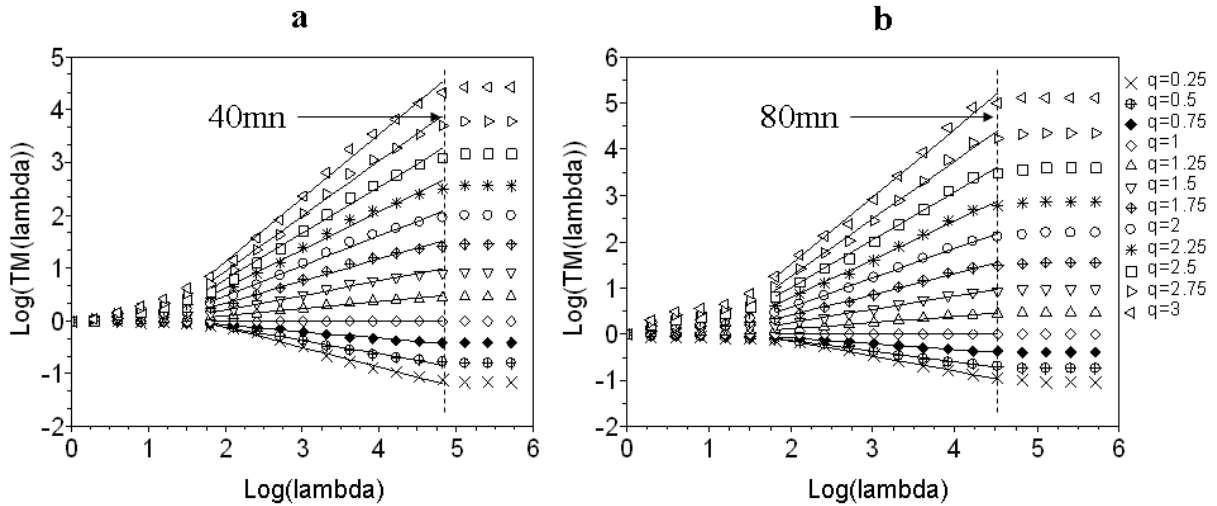 a
b
Log(TM(lambda))
5
4
3
2
1
0
-1
-2
40mn
0 1 2 3 4 5 6
Log(lambda)
Log(TM(lambda))
6
5
4
3
2
1
0
-1
-2
80mn
0 1 2 3 4 5 6
Log(lambda)
q=0.25
q=0.5
q=0.75
q=1
q=1.25
q=1.5
q=1.75
q=2
q=2.25
q=2.5
q=2.75
q=3